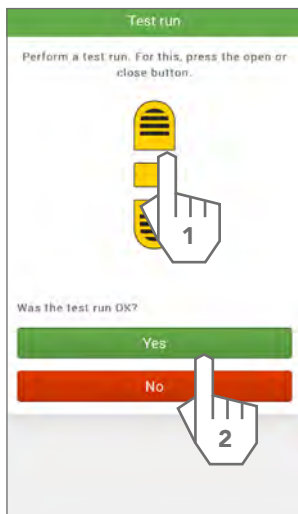 Test run
Perform a test run. For this, press the open or
close button.
1
Was the test run OK?
Yes
No
2